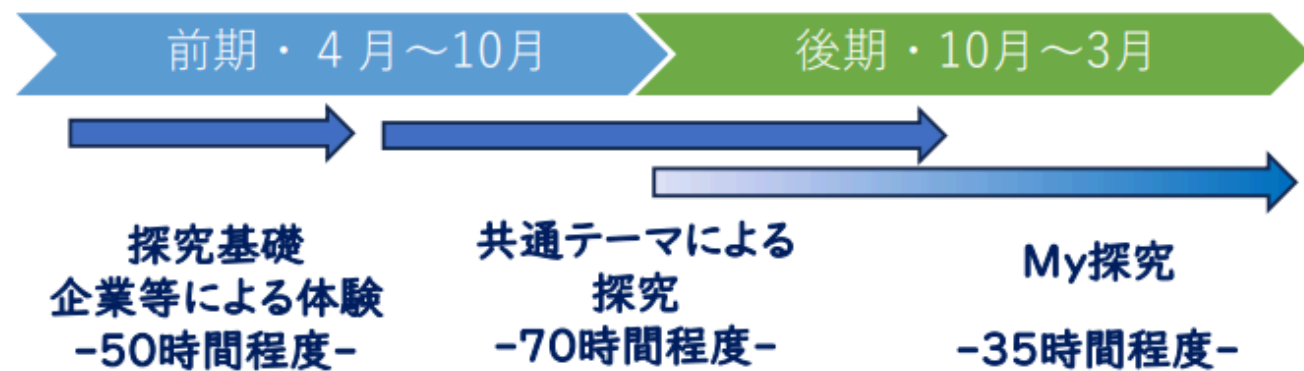 前期・４月～10月
後期・10月～3月
探究基礎
企業等による体験
-50時間程度-
共通テーマによる
探究
-70時間程度-
My探究
-35時間程度-